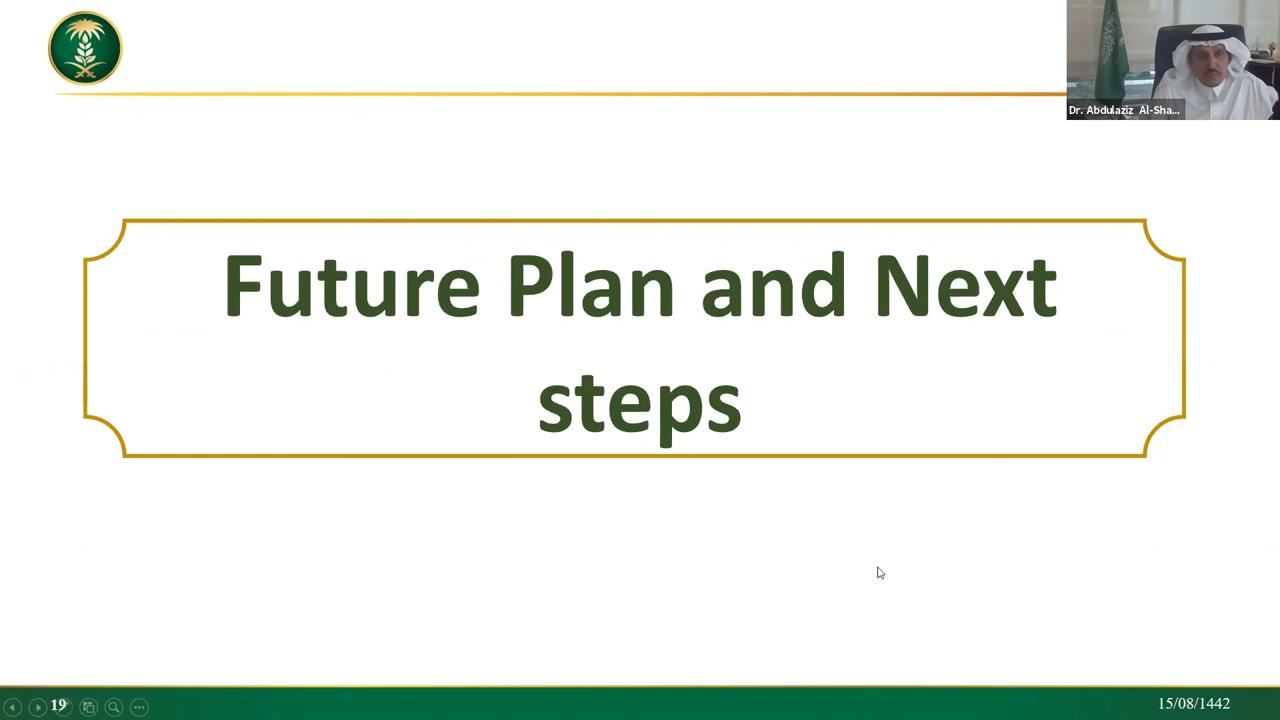 Dr. Abdulaziz Al-Sha...
Future Plan and Next
steps
19
15/08/1442